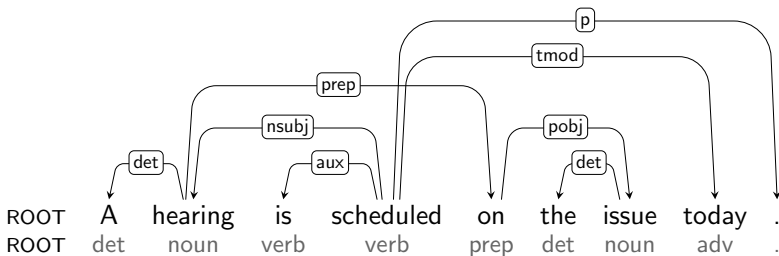 p
tmod
prep
nsubj pobj
det aux det
ROOT A hearing is scheduled on the issue today .
ROOT det noun verb verb prep det noun adv .